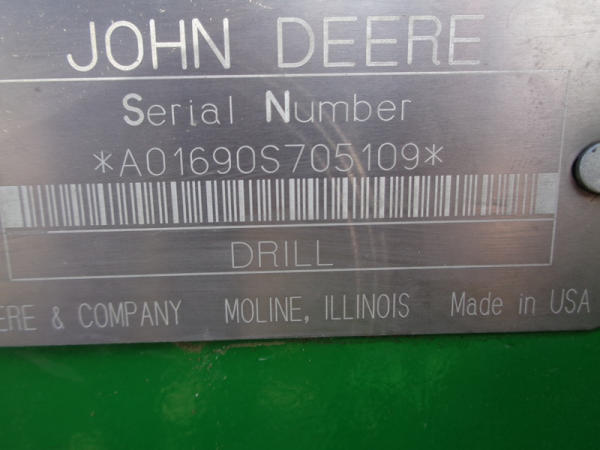 JOHN DEERE
Serial Number
*A01690S705109*
DRILL
ERE & COMPANY MOLINE, ILLINOIS Made in USA